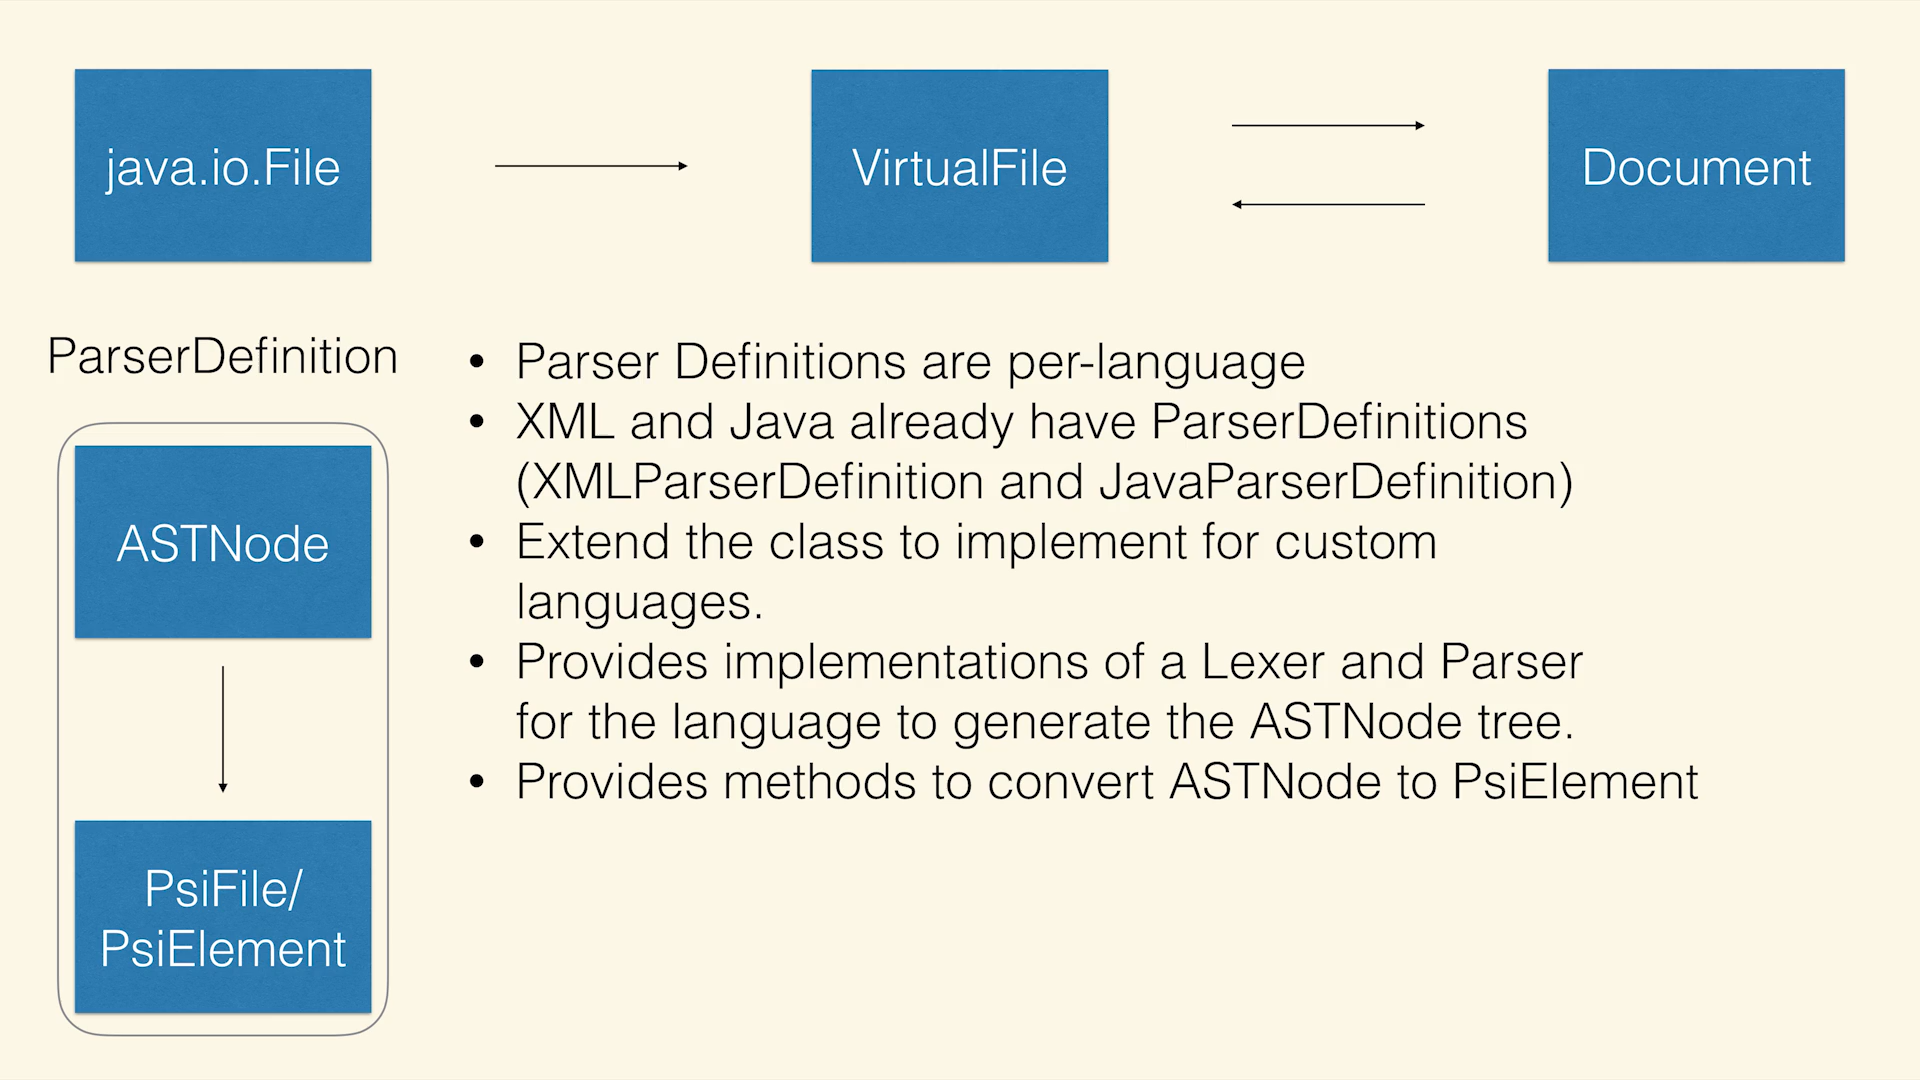 java.io.File
VirtualFile
Document
ParserDefinition
ASTNode
PsiFile/
PsiElement
• Parser Definitions are per-language
• XML and Java already have ParserDefinitions
(XMLParserDefinition and JavaParserDefinition)
• Extend the class to implement for custom
languages.
• Provides implementations of a Lexer and Parser
for the language to generate the ASTNode tree.
• Provides methods to convert ASTNode to PsiElement